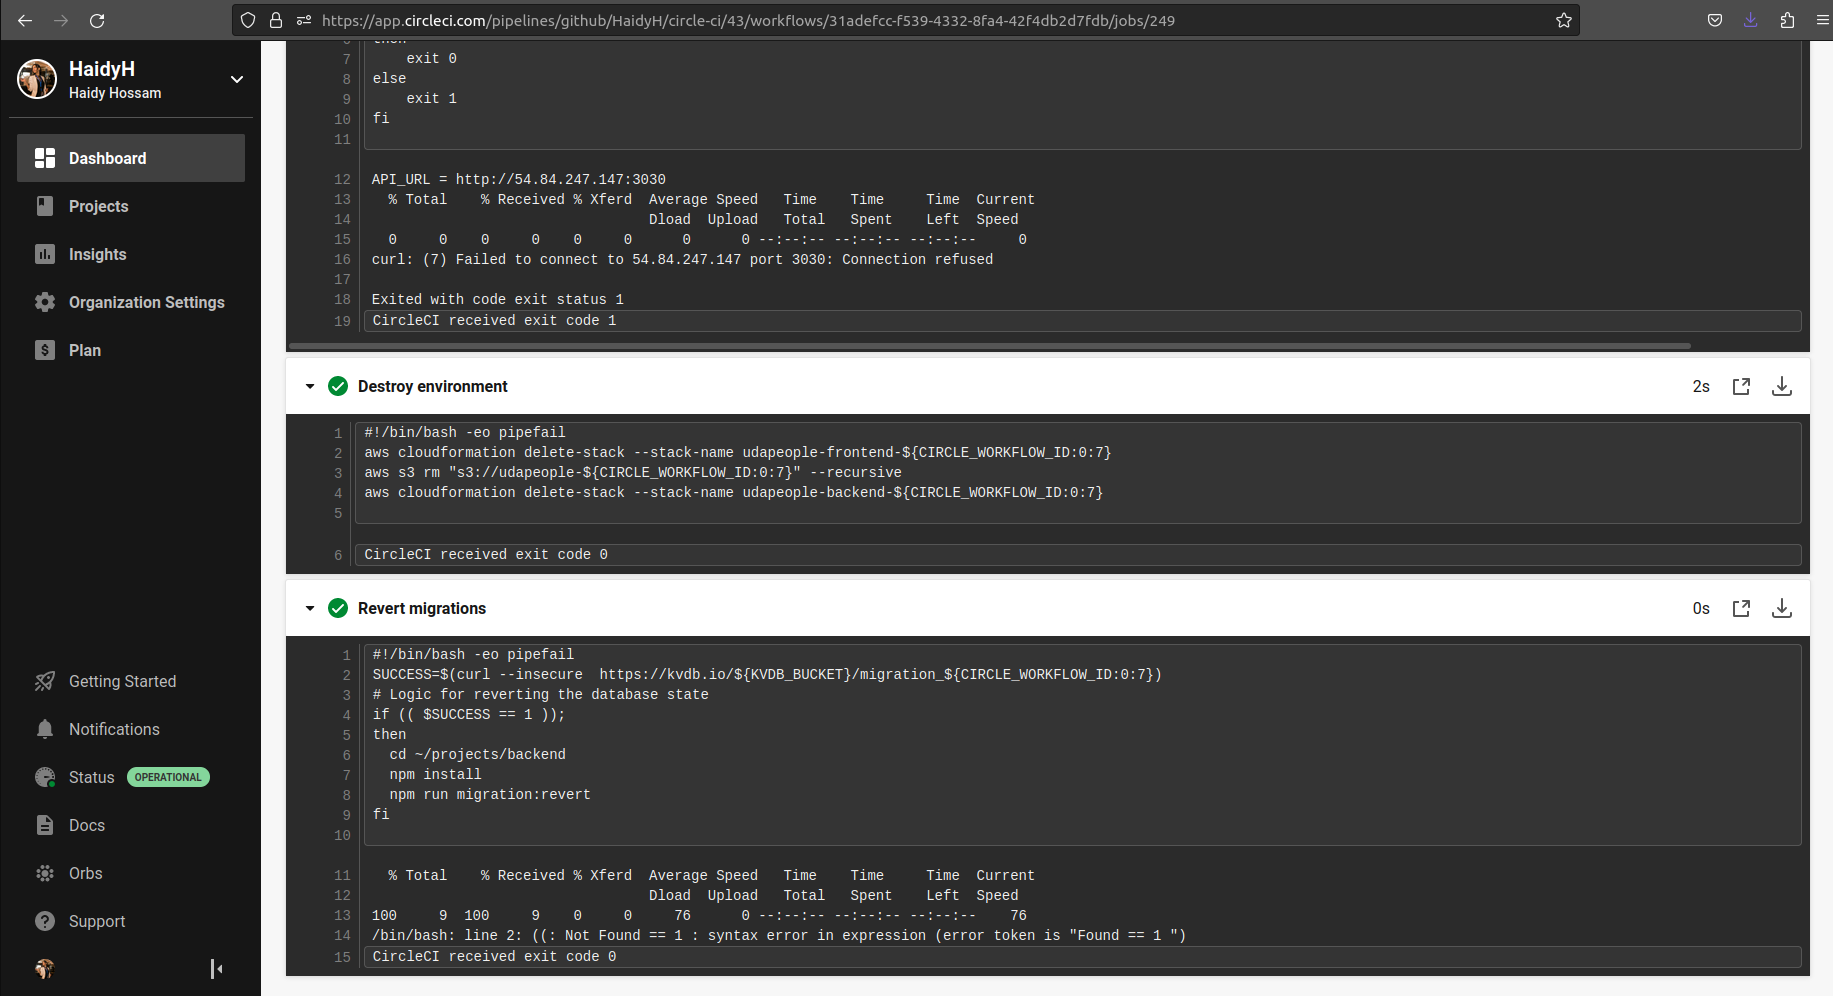 https://app.circleci.com/pipelines/github/HaidyH/circle-ci/43/workflows/31adefcc-f539-4332-8fa4-42f4db2d7fdb/jobs/249
HaidyH
Haidy Hossam
Dashboard
Projects
Insights
Organization Settings
Plan
Getting Started
Notifications
Status OPERATIONAL
Docs
Orbs
Support
6 then
7     exit 0
8 else
9     exit 1
10 fi
11
12 API_URL = http://54.84.247.147:3030
13   % Total    % Received % Xferd  Average Speed   Time    Time     Time  Current
14                                  Dload  Upload   Total   Spent    Left  Speed
15   0     0    0     0    0     0      0      0 --:--:-- --:--:-- --:--:--     0
16 curl: (7) Failed to connect to 54.84.247.147 port 3030: Connection refused
17
18 Exited with code exit status 1
19 CircleCI received exit code 1
Destroy environment 2s
1 #!/bin/bash -eo pipefail
2 aws cloudformation delete-stack --stack-name udapeople-frontend-${CIRCLE_WORKFLOW_ID:0:7}
3 aws s3 rm "s3://udapeople-${CIRCLE_WORKFLOW_ID:0:7}" --recursive
4 aws cloudformation delete-stack --stack-name udapeople-backend-${CIRCLE_WORKFLOW_ID:0:7}
5
6 CircleCI received exit code 0
Revert migrations 0s
1 #!/bin/bash -eo pipefail
2 SUCCESS=$(curl --insecure  https://kvdb.io/${KVDB_BUCKET}/migration_${CIRCLE_WORKFLOW_ID:0:7})
3 # Logic for reverting the database state
4 if (( $SUCCESS == 1 ));
5 then
6   cd ~/projects/backend
7   npm install
8   npm run migration:revert
9 fi
10
11   % Total    % Received % Xferd  Average Speed   Time    Time     Time  Current
12                                  Dload  Upload   Total   Spent    Left  Speed
13 100     9  100     9    0     0     76      0 --:--:-- --:--:-- --:--:--    76
14 /bin/bash: line 2: ((: Not Found == 1 : syntax error in expression (error token is "Found == 1 ")
15 CircleCI received exit code 0